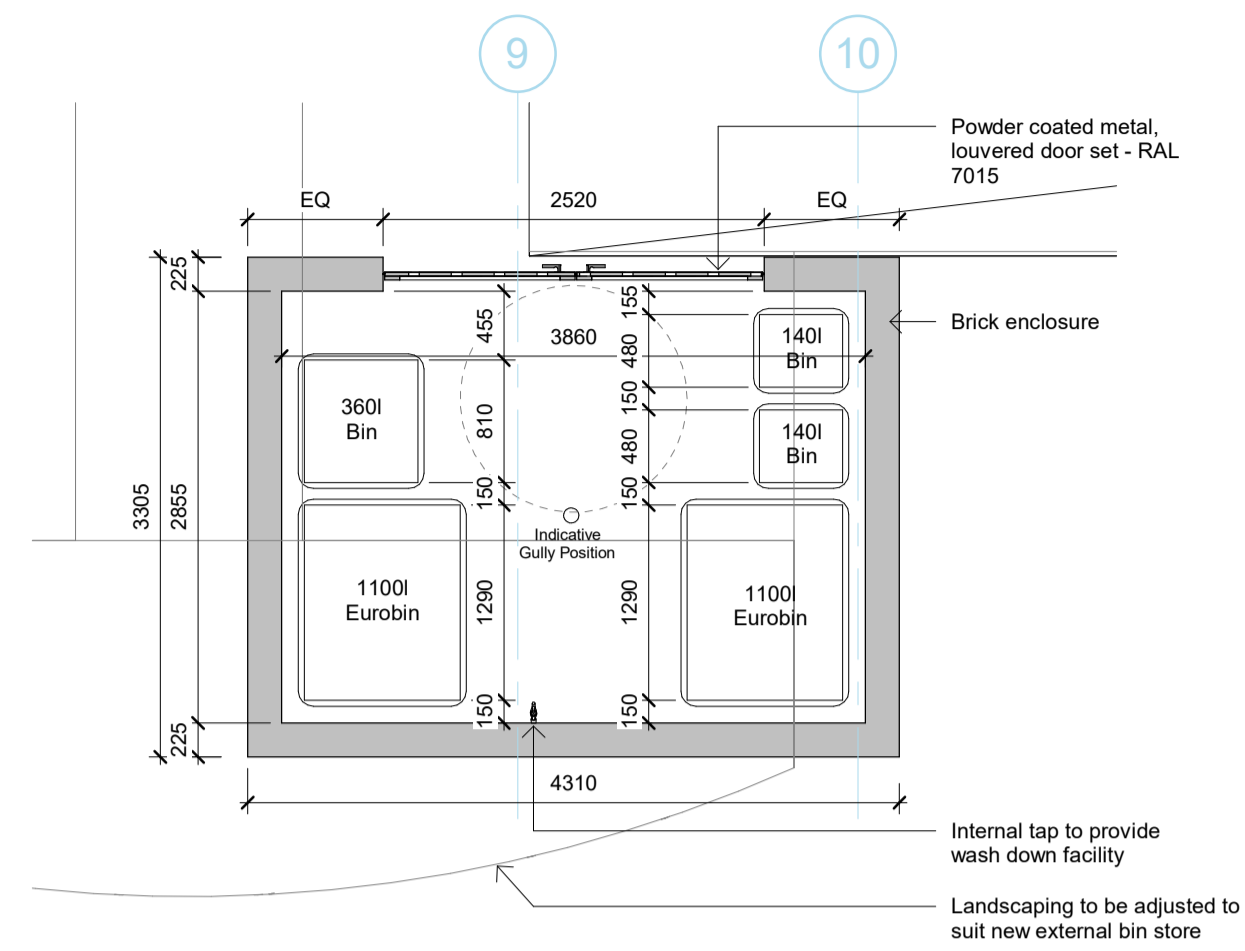 9
10
Powder coated metal,
louvered door set - RAL
7015
EQ
2520
EQ
225
155
Brick enclosure
455
3860
480
140l
Bin
150
360l
Bin
810
480
140l
Bin
3305
2855
150
150
Indicative
Gully Position
1100l
Eurobin
1290
1290
1100l
Eurobin
150
150
225
4310
Internal tap to provide
wash down facility
Landscaping to be adjusted to
suit new external bin store